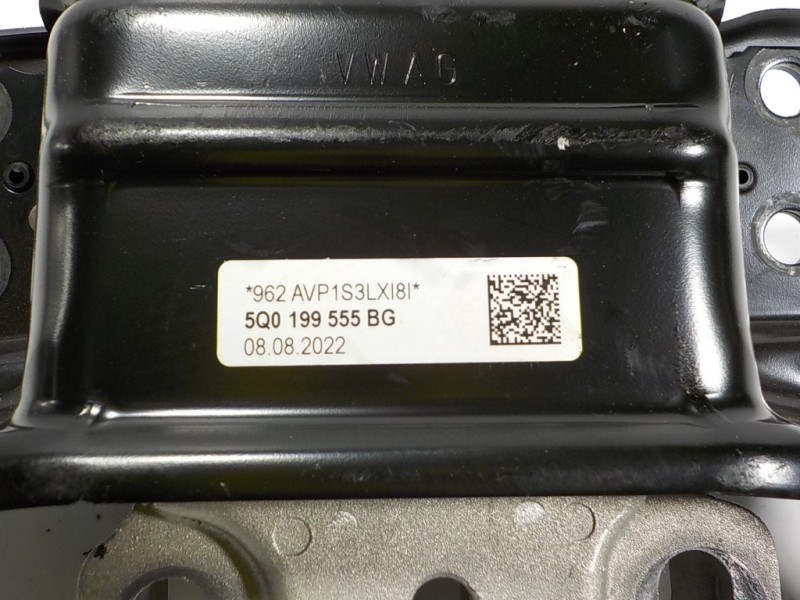 VWAG
*962 AVP1S3LXI8I*
5Q0 199 555 BG
08.08.2022